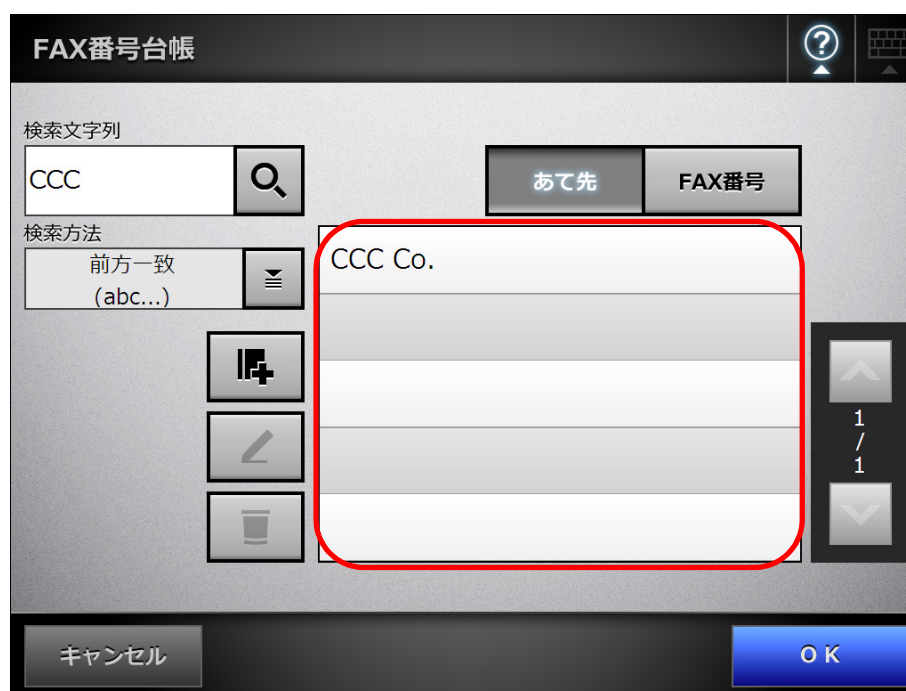 FAX番号台帳
検索文字列
CCC
あて先
FAX番号
検索方法
前方一致
(abc...)
CCC Co.
1
/
1
キャンセル
OK